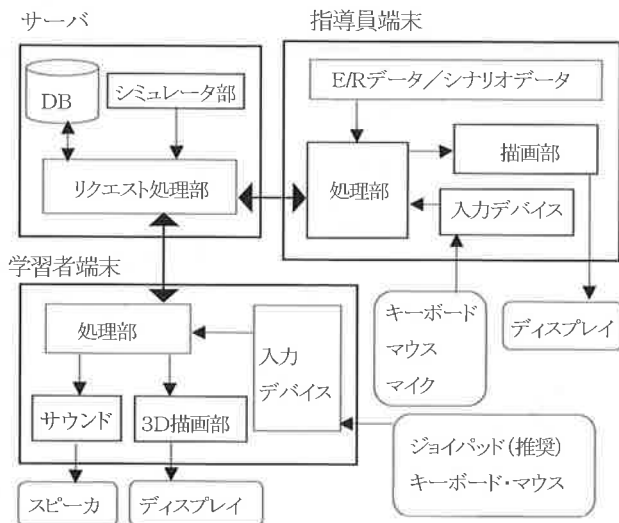 サーバ
指導員端末
DB
シミュレータ部
リクエスト処理部
E/Rデータ／シナリオデータ
処理部
描画部
入力デバイス
学習者端末
処理部
入力
デバイス
サウンド
3D描画部
キーボード
マウス
マイク
ディスプレイ
ジョイパッド(推奨)
キーボード・マウス
スピーカ
ディスプレイ